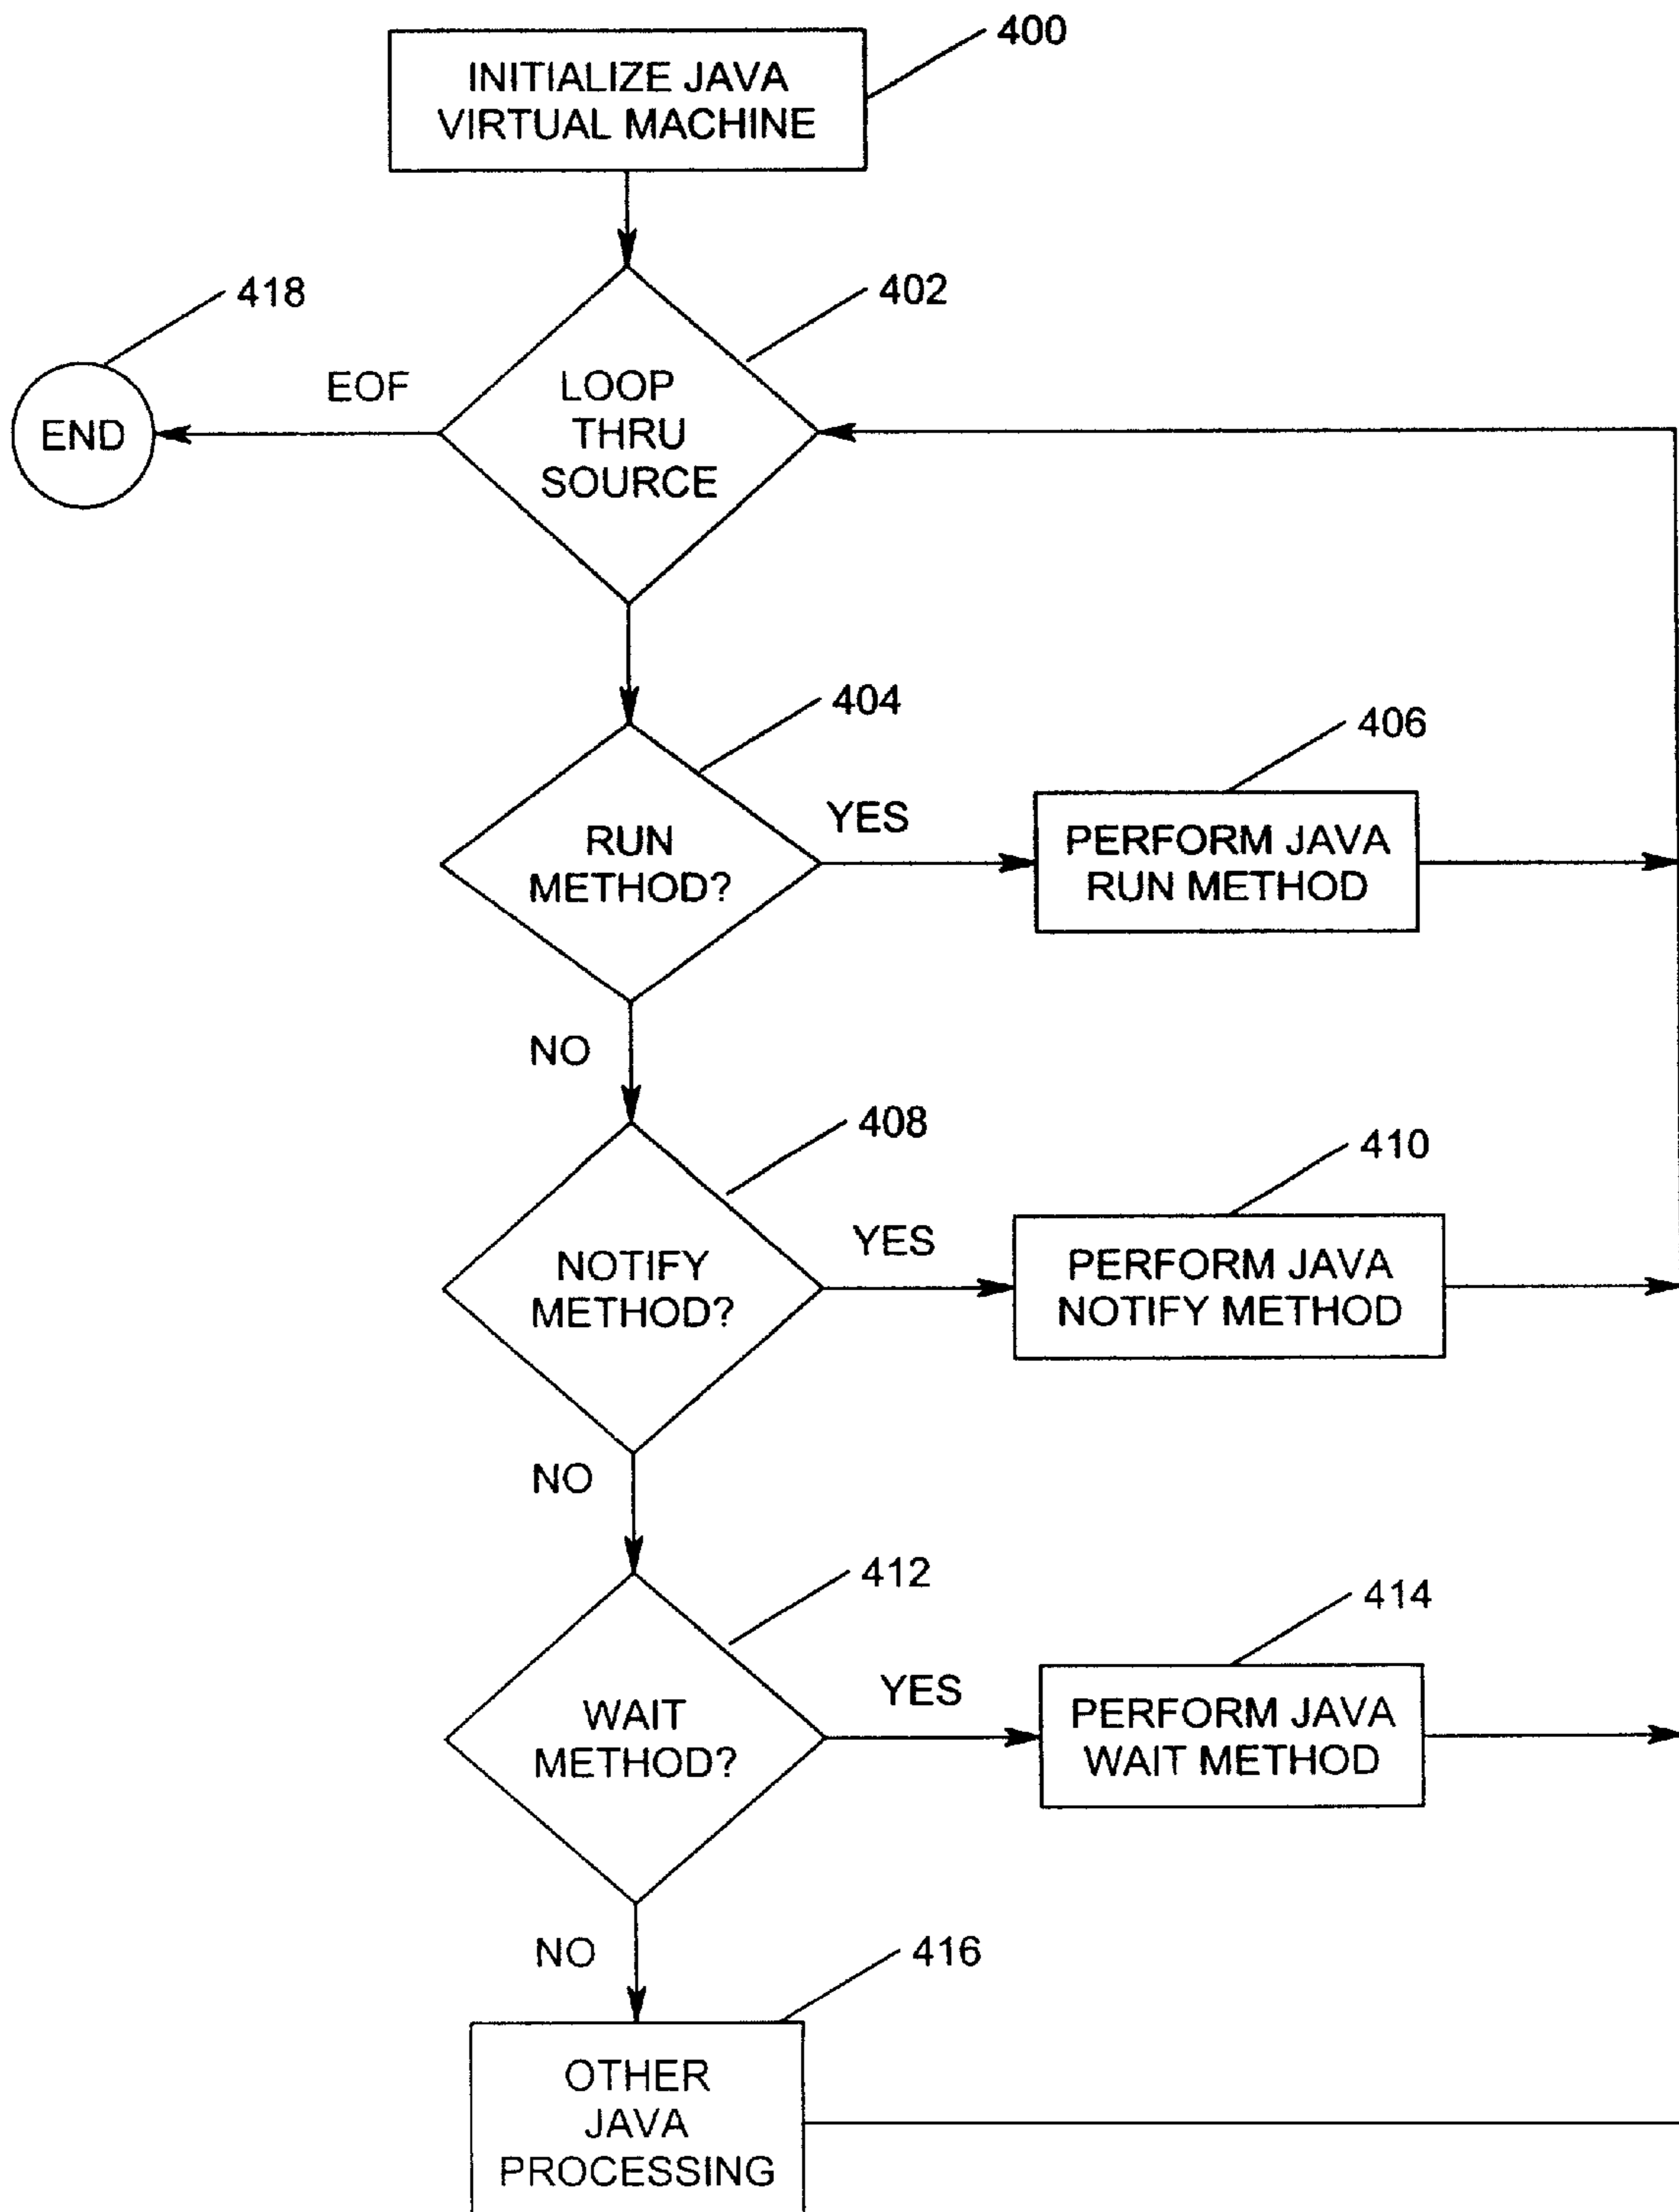 400
INITIALIZE JAVA
VIRTUAL MACHINE
418
402
EOF
END
LOOP
THRU
SOURCE
404
406
YES
RUN
METHOD?
PERFORM JAVA
RUN METHOD
NO
408
410
YES
NOTIFY
METHOD?
PERFORM JAVA
NOTIFY METHOD
NO
412
414
YES
WAIT
METHOD?
PERFORM JAVA
WAIT METHOD
NO
416
OTHER
JAVA
PROCESSING